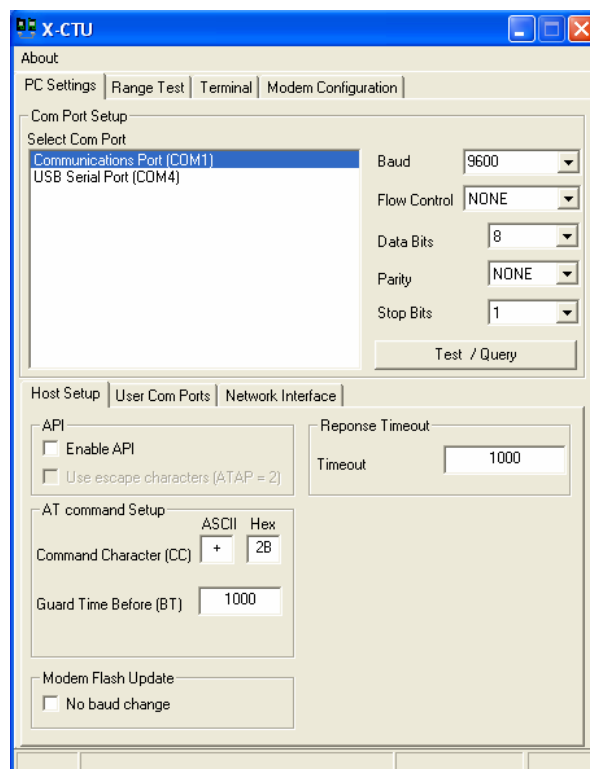 X-CTU
About
PC Settings Range Test Terminal Modem Configuration
Com Port Setup
Select Com Port
Communications Port (COM1)
USB Serial Port (COM4)
Baud 9600
Flow Control NONE
Data Bits 8
Parity NONE
Stop Bits 1
Test / Query
Host Setup User Com Ports Network Interface
API
Enable API
Use escape characters (ATAP = 2)
Reponse Timeout
Timeout 1000
AT command Setup
ASCII Hex
Command Character (CC) + 2B
Guard Time Before (BT) 1000
Modem Flash Update
No baud change